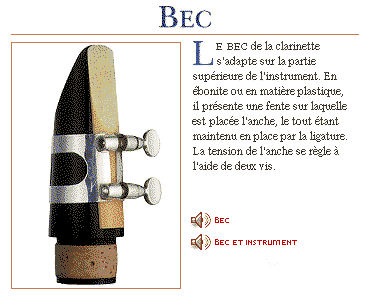 BEC
LE BEC de la clarinette
s'adapte sur la partie
supérieure de l'instrument. En
ébonite ou en matière plastique,
il présente une fente sur laquelle
est placée l'anche, le tout étant
maintenu en place par la ligature.
La tension de l'anche se règle à
l'aide de deux vis.
BEC
BEC ET INSTRUMENT